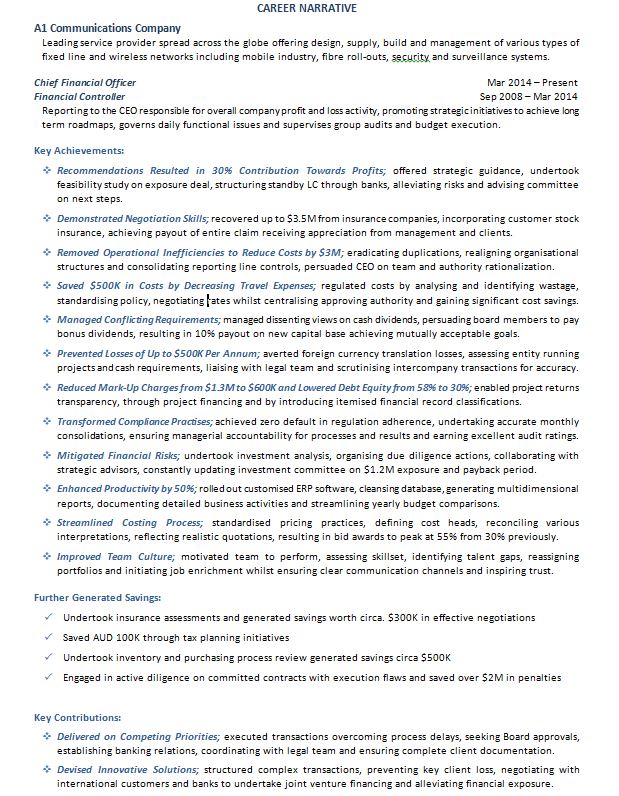 CAREER NARRATIVE
A1 Communications Company
Leading service provider spread across the globe offering design, supply, build and management of various types of
fixed line and wireless networks including mobile industry, fibre roll-outs, security and surveillance systems.
Chief Financial Officer Mar 2014 – Present
Financial Controller Sep 2008 – Mar 2014
Reporting to the CEO responsible for overall company profit and loss activity, promoting strategic initiatives to achieve long
term roadmaps, governs daily functional issues and supervises group audits and budget execution.
Key Achievements:
❖ Recommendations Resulted in 30% Contribution Towards Profits; offered strategic guidance, undertook
feasibility study on exposure deal, structuring standby LC through banks, alleviating risks and advising committee
on next steps.
❖ Demonstrated Negotiation Skills; recovered up to $3.5M from insurance companies, incorporating customer stock
insurance, achieving payout of entire claim receiving appreciation from management and clients.
❖ Removed Operational Inefficiencies to Reduce Costs by $3M; eradicating duplications, realigning organisational
structures and consolidating reporting line controls, persuaded CEO on team and authority rationalization.
❖ Saved $500K in Costs by Decreasing Travel Expenses; regulated costs by analysing and identifying wastage,
standardising policy, negotiating rates whilst centralising approving authority and gaining significant cost savings.
❖ Managed Conflicting Requirements; managed dissenting views on cash dividends, persuading board members to pay
bonus dividends, resulting in 10% payout on new capital base achieving mutually acceptable goals.
❖ Prevented Losses of Up to $500K Per Annum; averted foreign currency translation losses, assessing entity running
projects and cash requirements, liaising with legal team and scrutinising intercompany transactions for accuracy.
❖ Reduced Mark-Up Charges from $1.3M to $600K and Lowered Debt Equity from 58% to 30%; enabled project returns
transparency, through project financing and by introducing itemised financial record classifications.
❖ Transformed Compliance Practises; achieved zero default in regulation adherence, undertaking accurate monthly
consolidations, ensuring managerial accountability for processes and results and earning excellent audit ratings.
❖ Mitigated Financial Risks; undertook investment analysis, organising due diligence actions, collaborating with
strategic advisors, constantly updating investment committee on $1.2M exposure and payback period.
❖ Enhanced Productivity by 50%; rolled out customised ERP software, cleansing database, generating multidimensional
reports, documenting detailed business activities and streamlining yearly budget comparisons.
❖ Streamlined Costing Process; standardised pricing practices, defining cost heads, reconciling various
interpretations, reflecting realistic quotations, resulting in bid awards to peak at 55% from 30% previously.
❖ Improved Team Culture; motivated team to perform, assessing skillset, identifying talent gaps, reassigning
portfolios and initiating job enrichment whilst ensuring clear communication channels and inspiring trust.
Further Generated Savings:
✓ Undertook insurance assessments and generated savings worth circa. $300K in effective negotiations
✓ Saved AUD 100K through tax planning initiatives
✓ Undertook inventory and purchasing process review generated savings circa $500K
✓ Engaged in active diligence on committed contracts with execution flaws and saved over $2M in penalties
Key Contributions:
❖ Delivered on Competing Priorities; executed transactions overcoming process delays, seeking Board approvals,
establishing banking relations, coordinating with legal team and ensuring complete client documentation.
❖ Devised Innovative Solutions; structured complex transactions, preventing key client loss, negotiating with
international customers and banks to undertake joint venture financing and alleviating financial exposure.